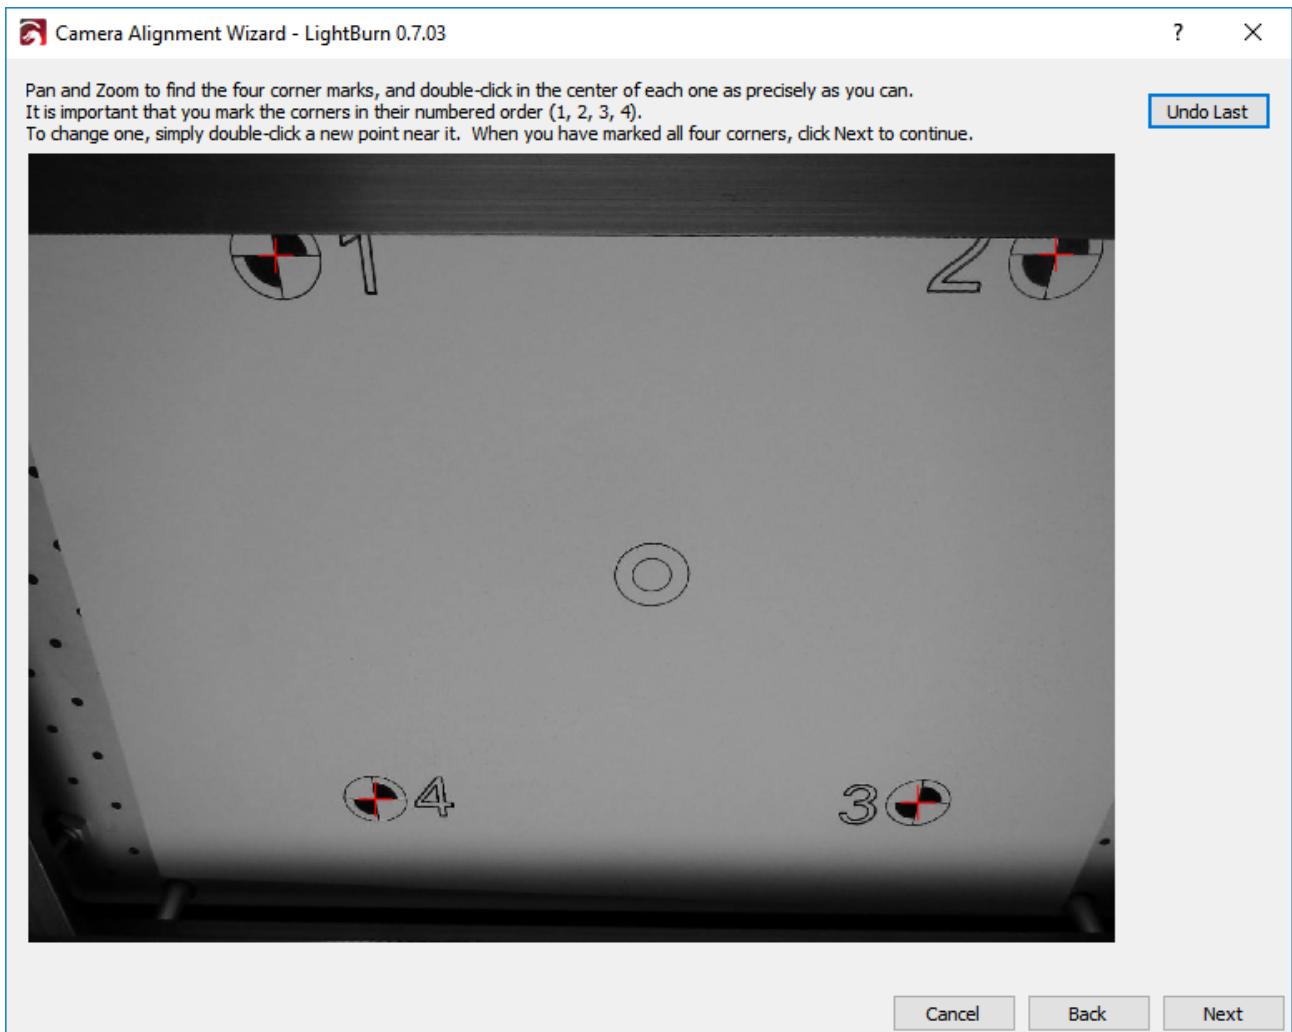 Camera Alignment Wizard - LightBurn 0.7.03
?
Pan and Zoom to find the four corner marks, and double-click in the center of each one as precisely as you can.
It is important that you mark the corners in their numbered order (1, 2, 3, 4).
To change one, simply double-click a new point near it.  When you have marked all four corners, click Next to continue.
Undo Last
1 2
4 3
Cancel Back Next